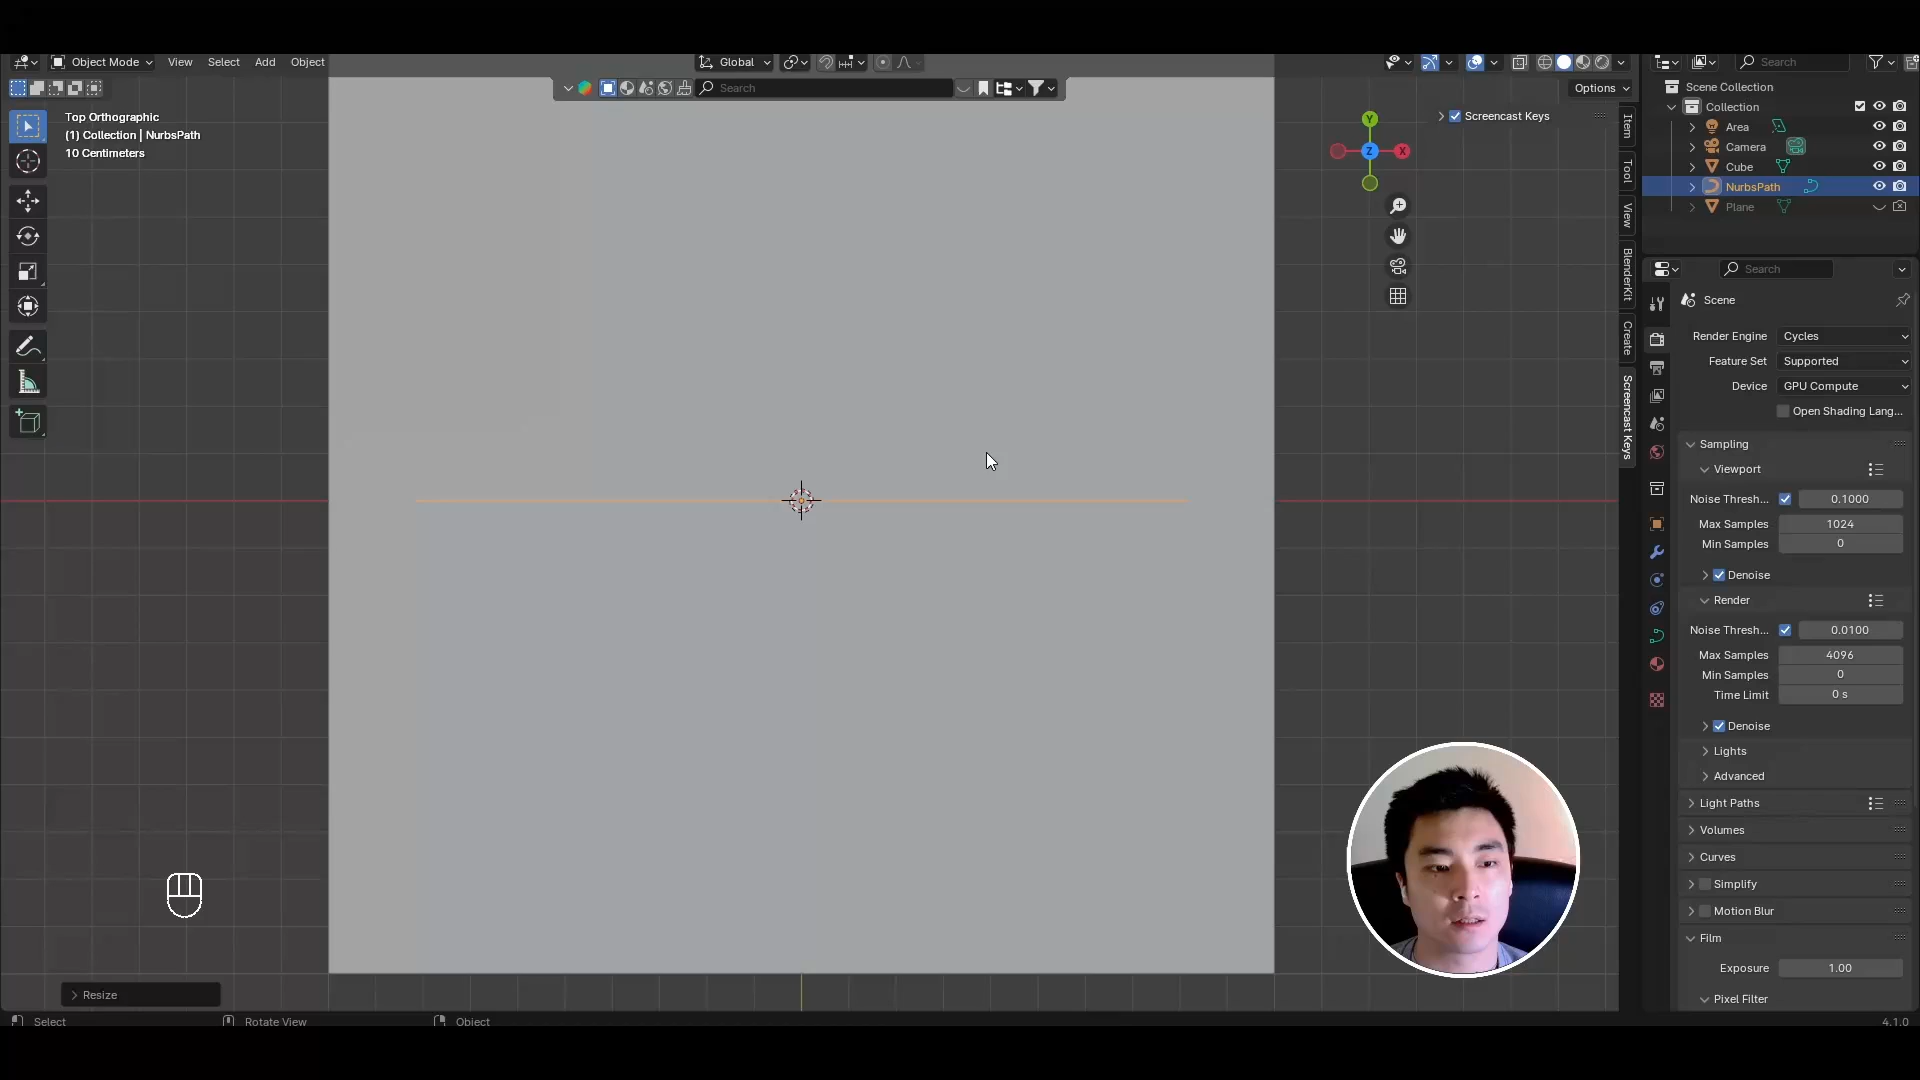 Object Mode View Select Add Object Global Search
Search Options
Top Orthographic
(1) Collection | NurbsPath
10 Centimeters
Y
Z
X
Screencast Keys
Item
Tool
View
BlenderKit
Create
Screencast Keys
Scene Collection
Collection
Area
Camera
Cube
NurbsPath
Plane
Search
Scene
Render Engine Cycles
Feature Set Supported
Device GPU Compute
Open Shading Lang...
Sampling
Viewport
Noise Thresh... 0.1000
Max Samples 1024
Min Samples 0
Denoise
Render
Noise Thresh... 0.0100
Max Samples 4096
Min Samples 0
Time Limit 0 s
Denoise
Lights
Advanced
Light Paths
Volumes
Curves
Simplify
Motion Blur
Film
Exposure 1.00
Pixel Filter
Resize
Select Rotate View Object 4.1.0